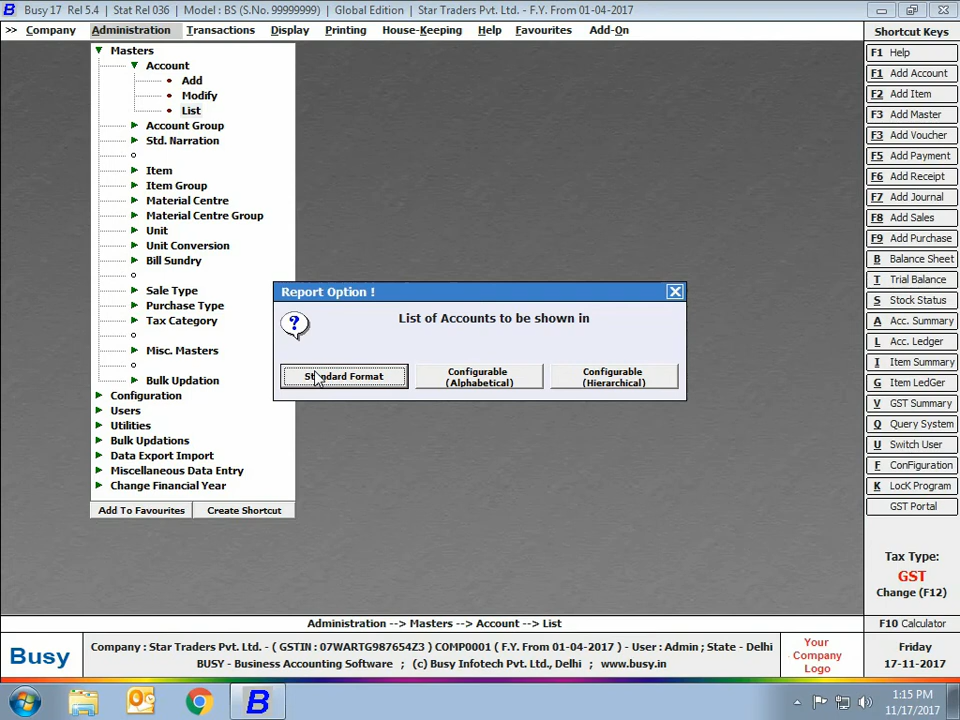 Busy 17 Rel 5.4 | Stat Rel 036 | Model : BS (S.No. 99999999) | Global Edition | Star Traders Pvt. Ltd. - F.Y. From 01-04-2017
>> Company Administration Transactions Display Printing House-Keeping Help Favourites Add-On
Masters
Account
Add
Modify
List
Account Group
Std. Narration
Item
Item Group
Material Centre
Material Centre Group
Unit
Unit Conversion
Bill Sundry
Sale Type
Purchase Type
Tax Category
Misc. Masters
Bulk Updation
Configuration
Users
Utilities
Bulk Updations
Data Export Import
Miscellaneous Data Entry
Change Financial Year
Add To Favourites Create Shortcut
Report Option !
List of Accounts to be shown in
Standard Format
Configurable
(Alphabetical)
Configurable
(Hierarchical)
Shortcut Keys
F1 Help
F1 Add Account
F2 Add Item
F3 Add Master
F3 Add Voucher
F5 Add Payment
F6 Add Receipt
F7 Add Journal
F8 Add Sales
F9 Add Purchase
B Balance Sheet
T Trial Balance
S Stock Status
A Acc. Summary
L Acc. Ledger
I Item Summary
G Item LedGer
V GST Summary
Q Query System
U Switch User
F ConFiguration
K LocK Program
GST Portal
Tax Type:
GST
Change (F12)
F10 Calculator
Administration --> Masters --> Account --> List
Busy
Company : Star Traders Pvt. Ltd. - ( GSTIN : 07WARTG987654Z3 ) - COMP0001 ( F.Y. From 01-04-2017 ) - User : Admin ; State - Delhi
BUSY - Business Accounting Software ; (c) Busy Infotech Pvt. Ltd., Delhi ; www.busy.in
Your
Company
Logo
Friday
17-11-2017
1:15 PM
11/17/2017